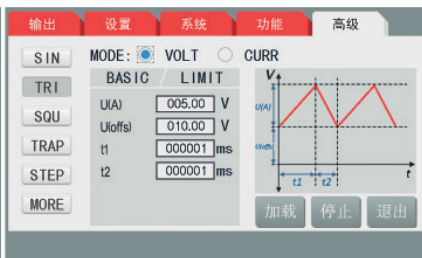 输出 设置 系统 功能 高级
SIN MODE: VOLT CURR
TRI BASIC / LIMIT
SQU
TRAP
STEP
MORE
U(A) 005.00 V
U(offs) 010.00 V
t1 000001 ms
t2 000001 ms
V
U(A)
U(offs)
t1 t2 t
加载 停止 退出